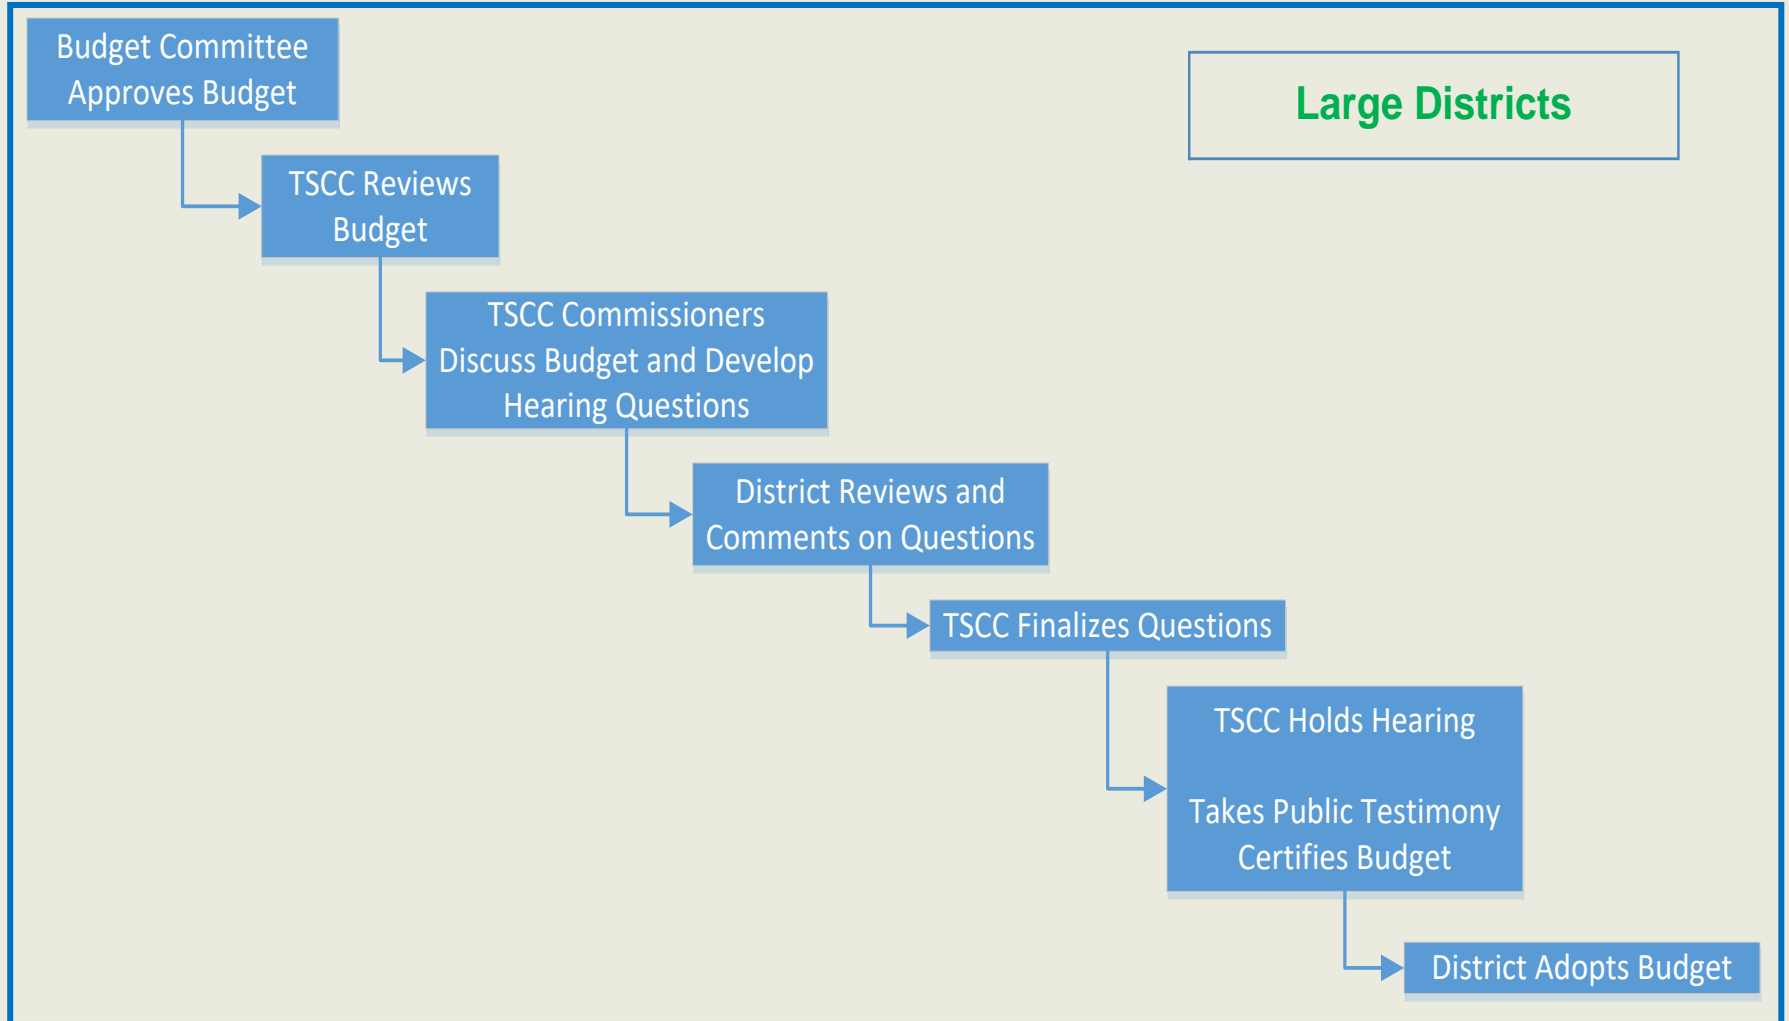 Budget Committee
Approves Budget
Large Districts
TSCC Reviews
Budget
TSCC Commissioners
Discuss Budget and Develop
Hearing Questions
District Reviews and
Comments on Questions
TSCC Finalizes Questions
TSCC Holds Hearing
Takes Public Testimony
Certifies Budget
District Adopts Budget